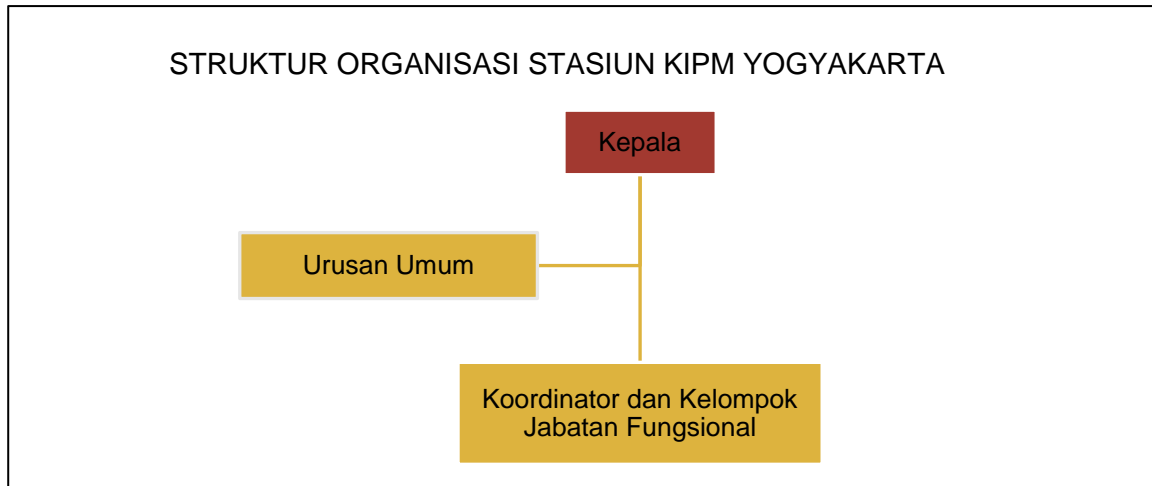 STRUKTUR ORGANISASI STASIUN KIPM YOGYAKARTA
Kepala
Urusan Umum
Koordinator dan Kelompok
Jabatan Fungsional